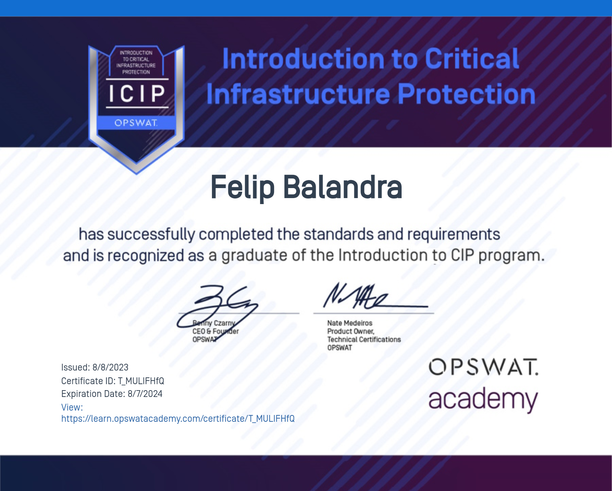 INTRODUCTION
TO CRITICAL
INFRASTRUCTURE
PROTECTION
ICIP
OPSWAT.
Introduction to Critical
Infrastructure Protection
Felip Balandra
has successfully completed the standards and requirements
and is recognized as a graduate of the Introduction to CIP program.
Benny Czarny
CEO & Founder
OPSWAT
Nate Medeiros
Product Owner,
Technical Certifications
OPSWAT
Issued: 8/8/2023
Certificate ID: T_MULIFHfQ
Expiration Date: 8/7/2024
View:
https://learn.opswatacademy.com/certificate/T_MULIFHfQ
OPSWAT.
academy